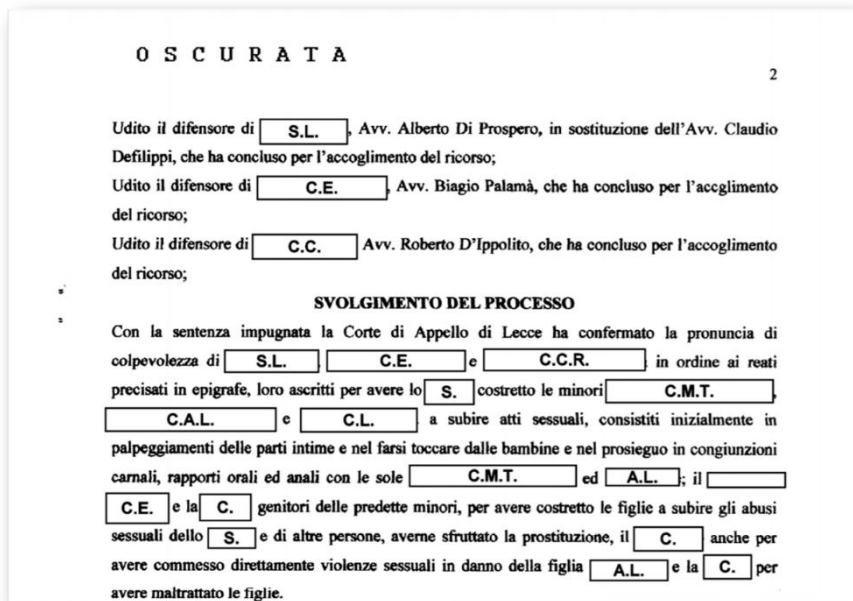 O S C U R A T A
2
Udito il difensore di S.L., Avv. Alberto Di Prospero, in sostituzione dell'Avv. Claudio
Defilippi, che ha concluso per l'accoglimento del ricorso;
Udito il difensore di C.E., Avv. Biagio Palamà, che ha concluso per l'accoglimento
del ricorso;
Udito il difensore di C.C. Avv. Roberto D'Ippolito, che ha concluso per l'accoglimento
del ricorso;
SVOLGIMENTO DEL PROCESSO
Con la sentenza impugnata la Corte di Appello di Lecce ha confermato la pronuncia di
colpevolezza di S.L. C.E. e C.C.R. in ordine ai reati
precisati in epigrafe, loro ascritti per avere lo S. costretto le minori C.M.T.,
C.A.L. e C.L. a subire atti sessuali, consistiti inizialmente in
palpeggiamenti delle parti intime e nel farsi toccare dalle bambine e nel prosieguo in congiunzioni
carnali, rapporti orali ed anali con le sole C.M.T. ed A.L.; il
C.E. e la C. genitori delle predette minori, per avere costretto le figlie a subire gli abusi
sessuali dello S. e di altre persone, averne sfruttato la prostituzione, il C. anche per
avere commesso direttamente violenze sessuali in danno della figlia A.L. e la C. per
avere maltrattato le figlie.